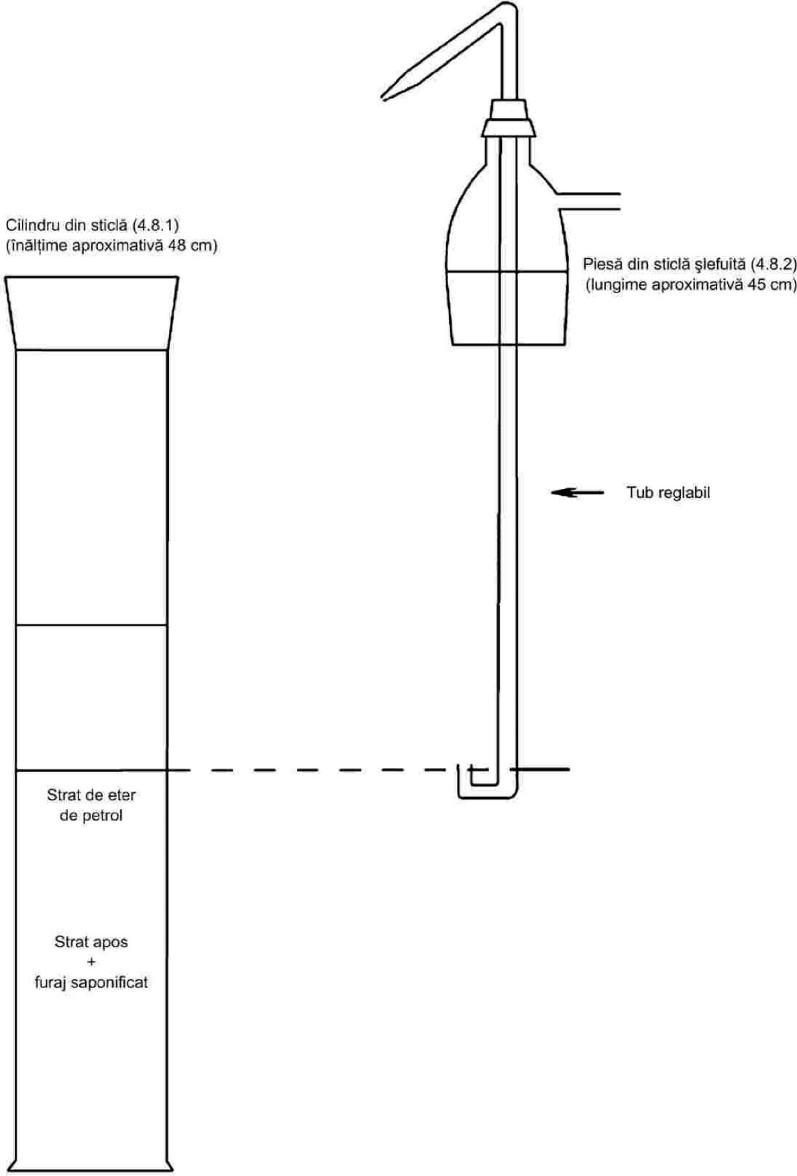 Cilindru din sticlă (4.8.1)
(înălțime aproximativă 48 cm)
Piesă din sticlă şlefuită (4.8.2)
(lungime aproximativă 45 cm)
Tub reglabil
Strat de eter
de petrol
Strat apos
+
furaj saponificat